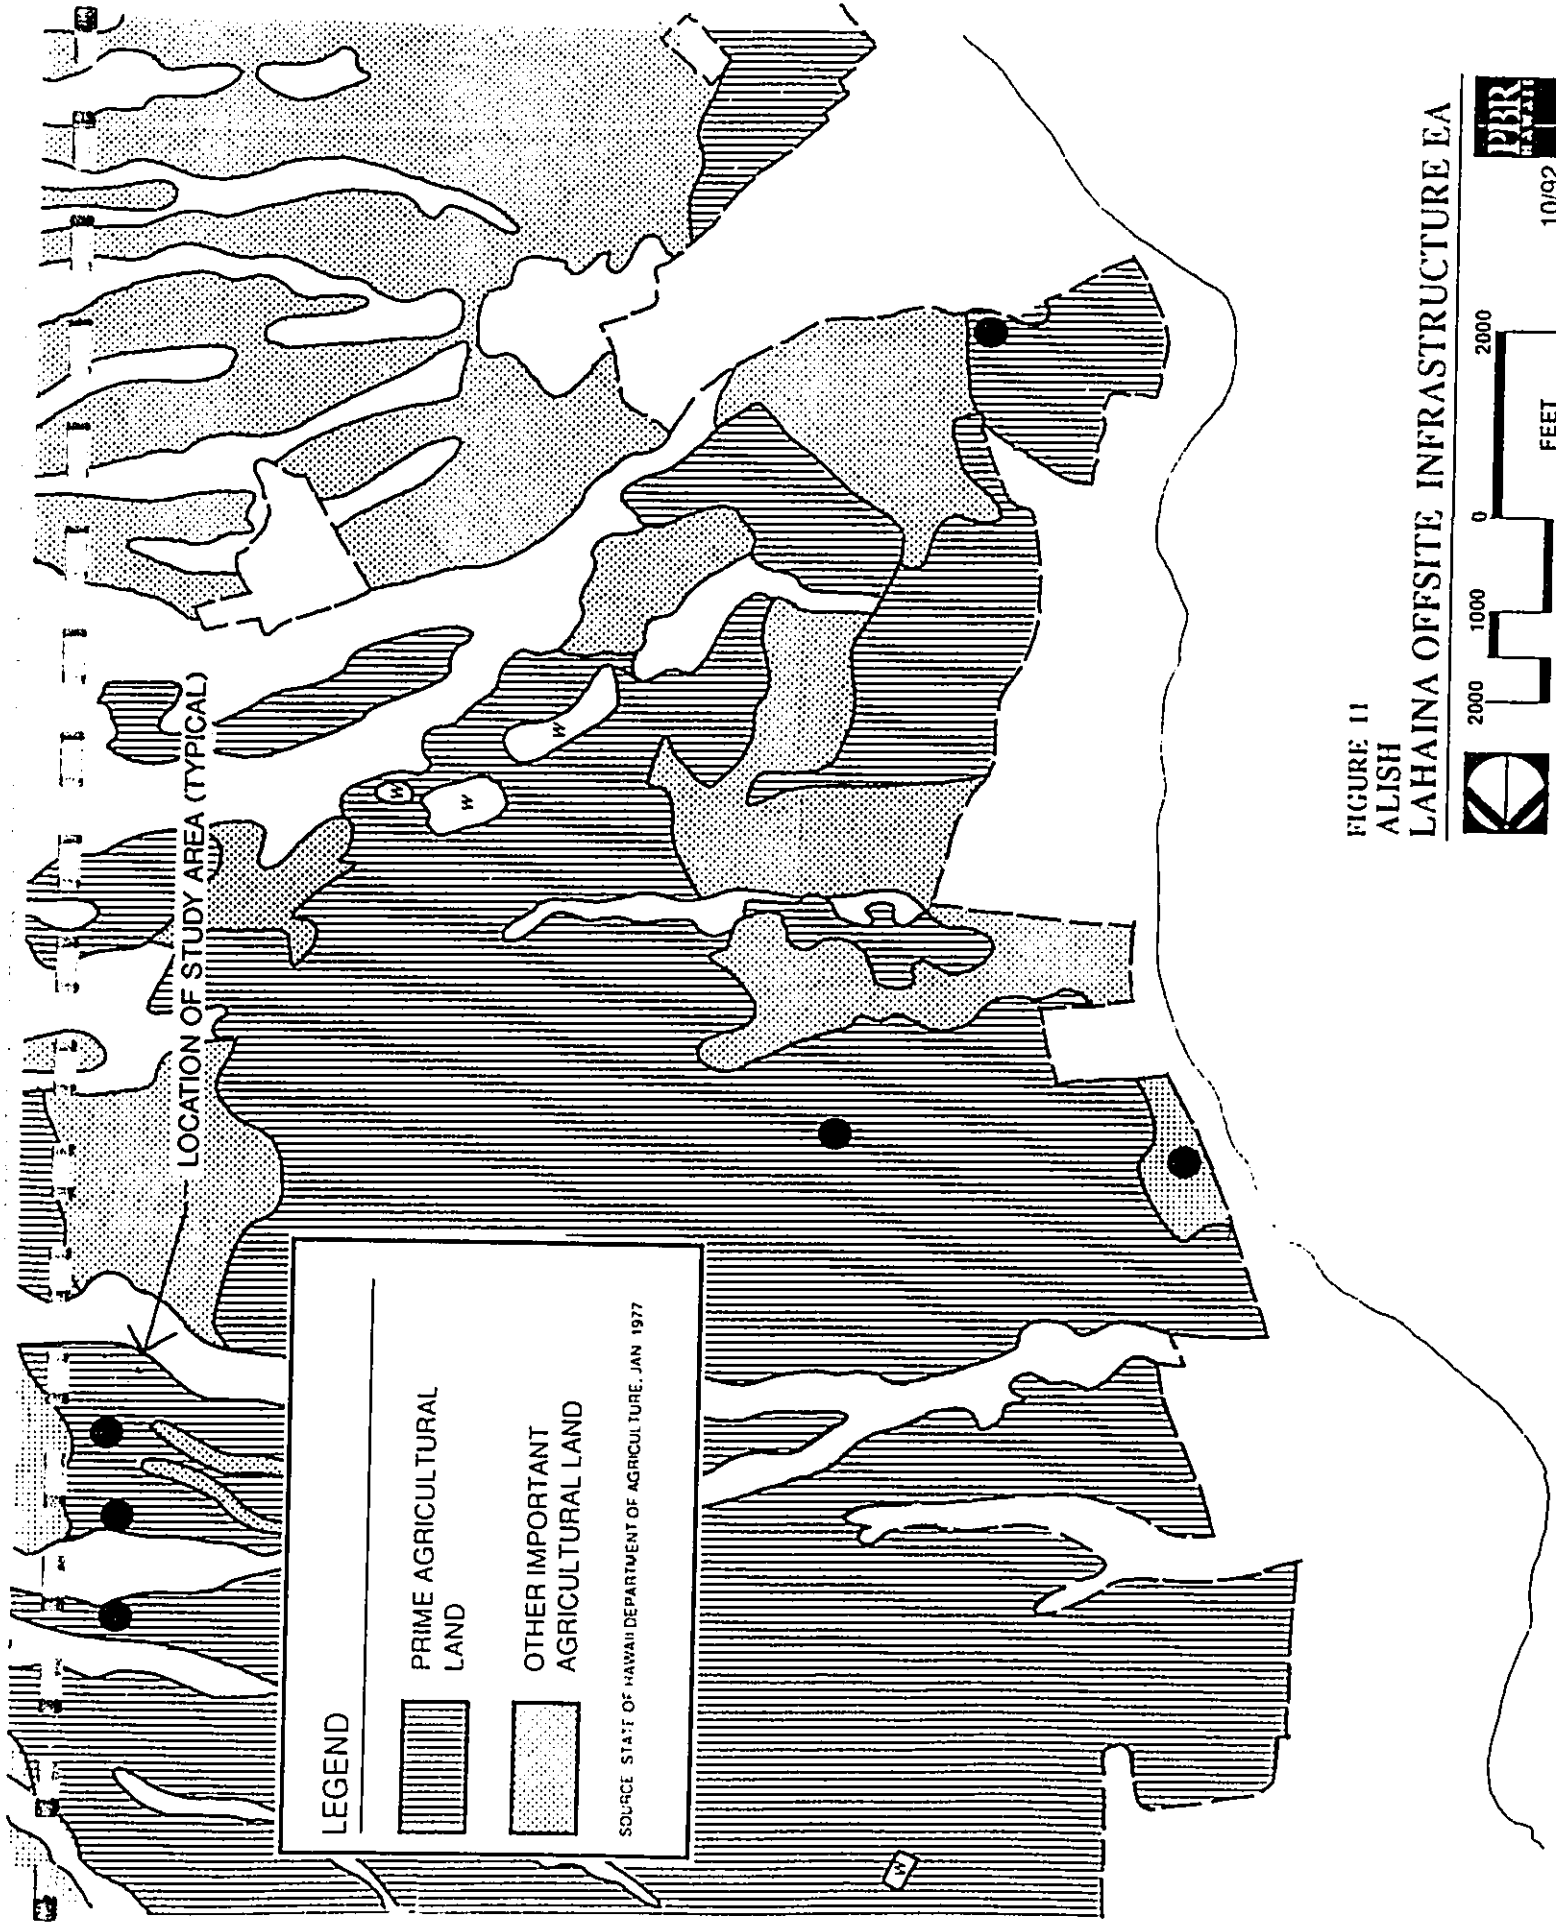 LOCATION OF STUDY AREA (TYPICAL)
W
W
W
W
LEGEND
PRIME AGRICULTURAL
LAND
OTHER IMPORTANT
AGRICULTURAL LAND
SOURCE STATE OF HAWAII DEPARTMENT OF AGRICULTURE, JAN 1977
FIGURE 11
ALISH
LAHAINA OFFSITE INFRASTRUCTURE EA
2000 1000 0 2000
FEET
10/92
PBR
HAWAII